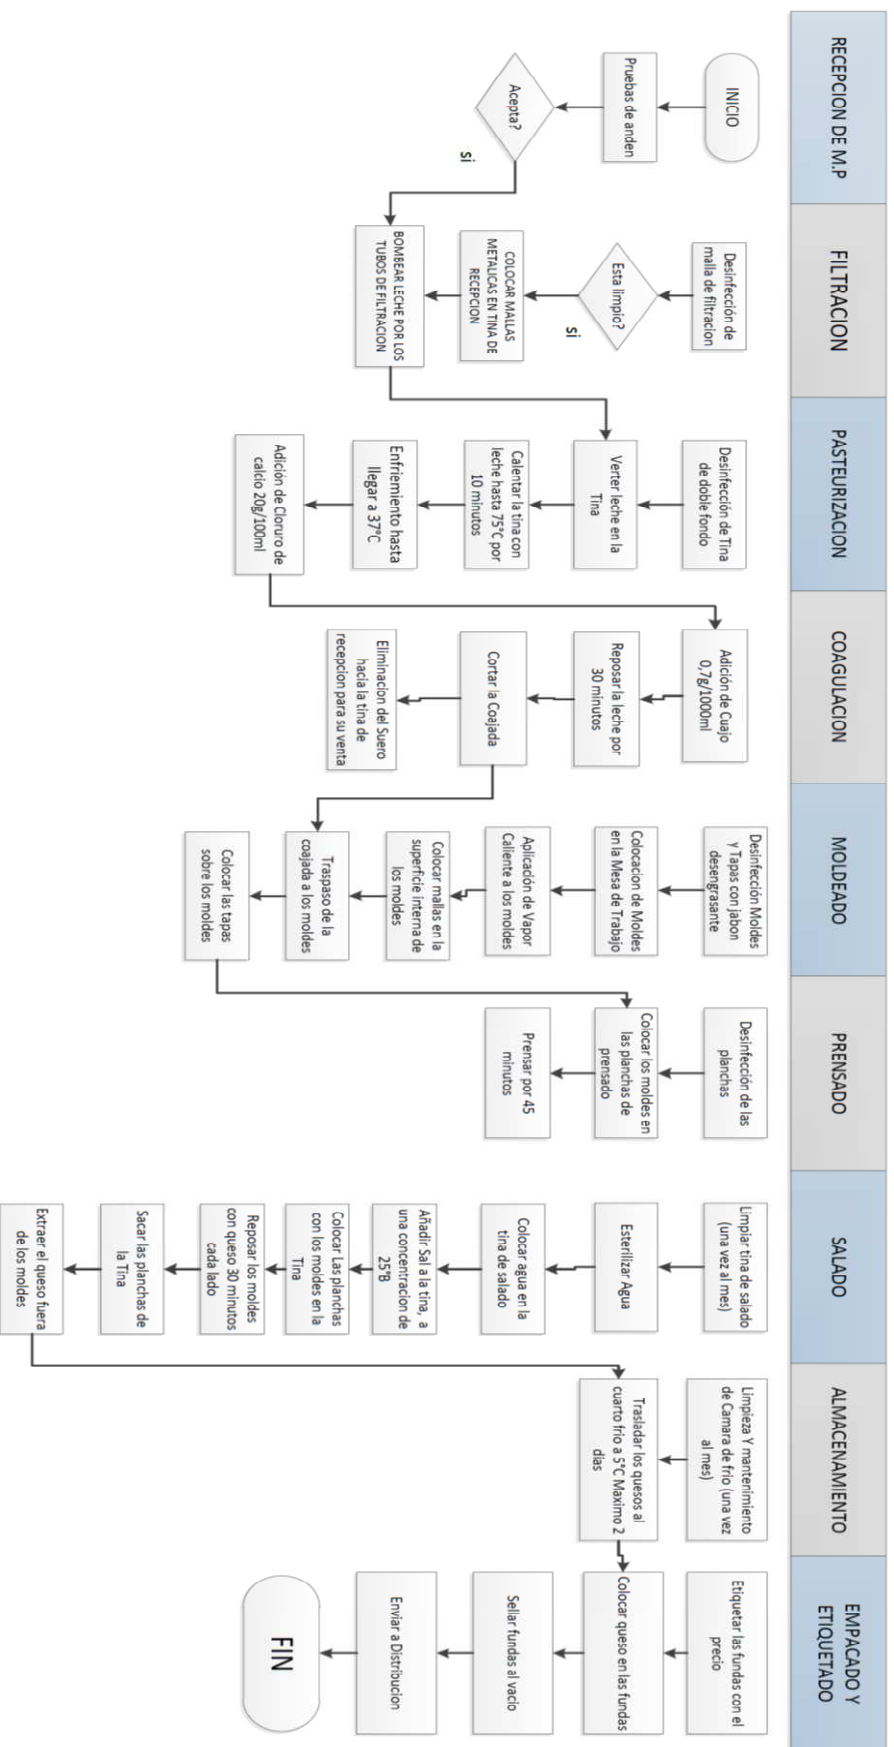 RECEPCION DE M.P
INICIO
Pruebas de anden
Acepta?
si
FILTRACION
Desinfección de
malla de filtracion
Esta limpio?
si
COLOCAR MALLAS
METALICAS EN TINA DE
RECEPCION
BOMBEAR LECHE POR LOS
TUBOS DE FILTRACION
PASTEURIZACION
Desinfección de Tina
de doble fondo
Verter leche en la
Tina
Calentar la tina con
leche hasta 75°C por
10 minutos
Enfriemiento hasta
llegar a 37°C
Adición de Cloruro de
calcio 20g/100ml
COAGULACION
Adición de Cuajo
0,7g/1000ml
Reposar la leche por
30 minutos
Cortar la Coajada
Eliminacion del Suero
hacia la tina de
recepcion para su venta
MOLDEADO
Desinfección Moldes
y Tapas con jabon
desengrasante
Colocacion de Moldes
en la Mesa de Trabajo
Aplicación de Vapor
Caliente a los moldes
Colocar mallas en la
superficie interna de
los moldes
Traspaso de la
coajada a los moldes
Colocar las tapas
sobre los moldes
PRENSADO
Desinfección de las
planchas
Colocar los moldes en
las planchas de
prensado
Prensar por 45
minutos
SALADO
Limpiar tina de salado
(una vez al mes)
Esterilizar Agua
Colocar agua en la
tina de salado
Añadir Sal a la tina, a
una concentracion de
25°B
Colocar Las planchas
con los moldes en la
Tina
Reposar los moldes
con queso 30 minutos
cada lado
Sacar las planchas de
la Tina
Extraer el queso fuera
de los moldes
ALMACENAMIENTO
Limpieza Y mantenimiento
de Camara de frio (una vez
al mes)
Trasladar los quesos al
cuarto frio a 5°C Maximo 2
dias
EMPACADO Y
ETIQUETADO
Etiquetar las fundas con el
precio
Colocar queso en las fundas
Sellar fundas al vacio
Enviar a Distribucion
FIN